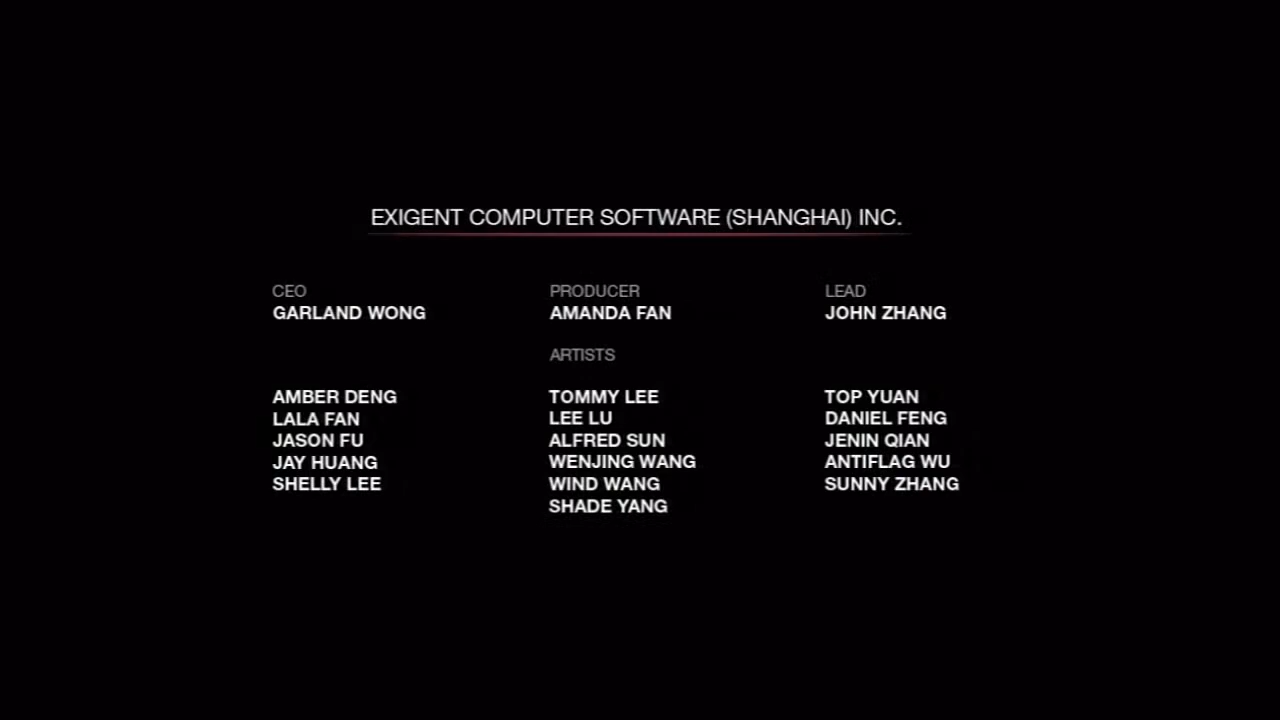 EXIGENT COMPUTER SOFTWARE (SHANGHAI) INC.
CEO
GARLAND WONG
PRODUCER
AMANDA FAN
LEAD
JOHN ZHANG
ARTISTS
AMBER DENG
LALA FAN
JASON FU
JAY HUANG
SHELLY LEE
TOMMY LEE
LEE LU
ALFRED SUN
WENJING WANG
WIND WANG
SHADE YANG
TOP YUAN
DANIEL FENG
JENIN QIAN
ANTIFLAG WU
SUNNY ZHANG